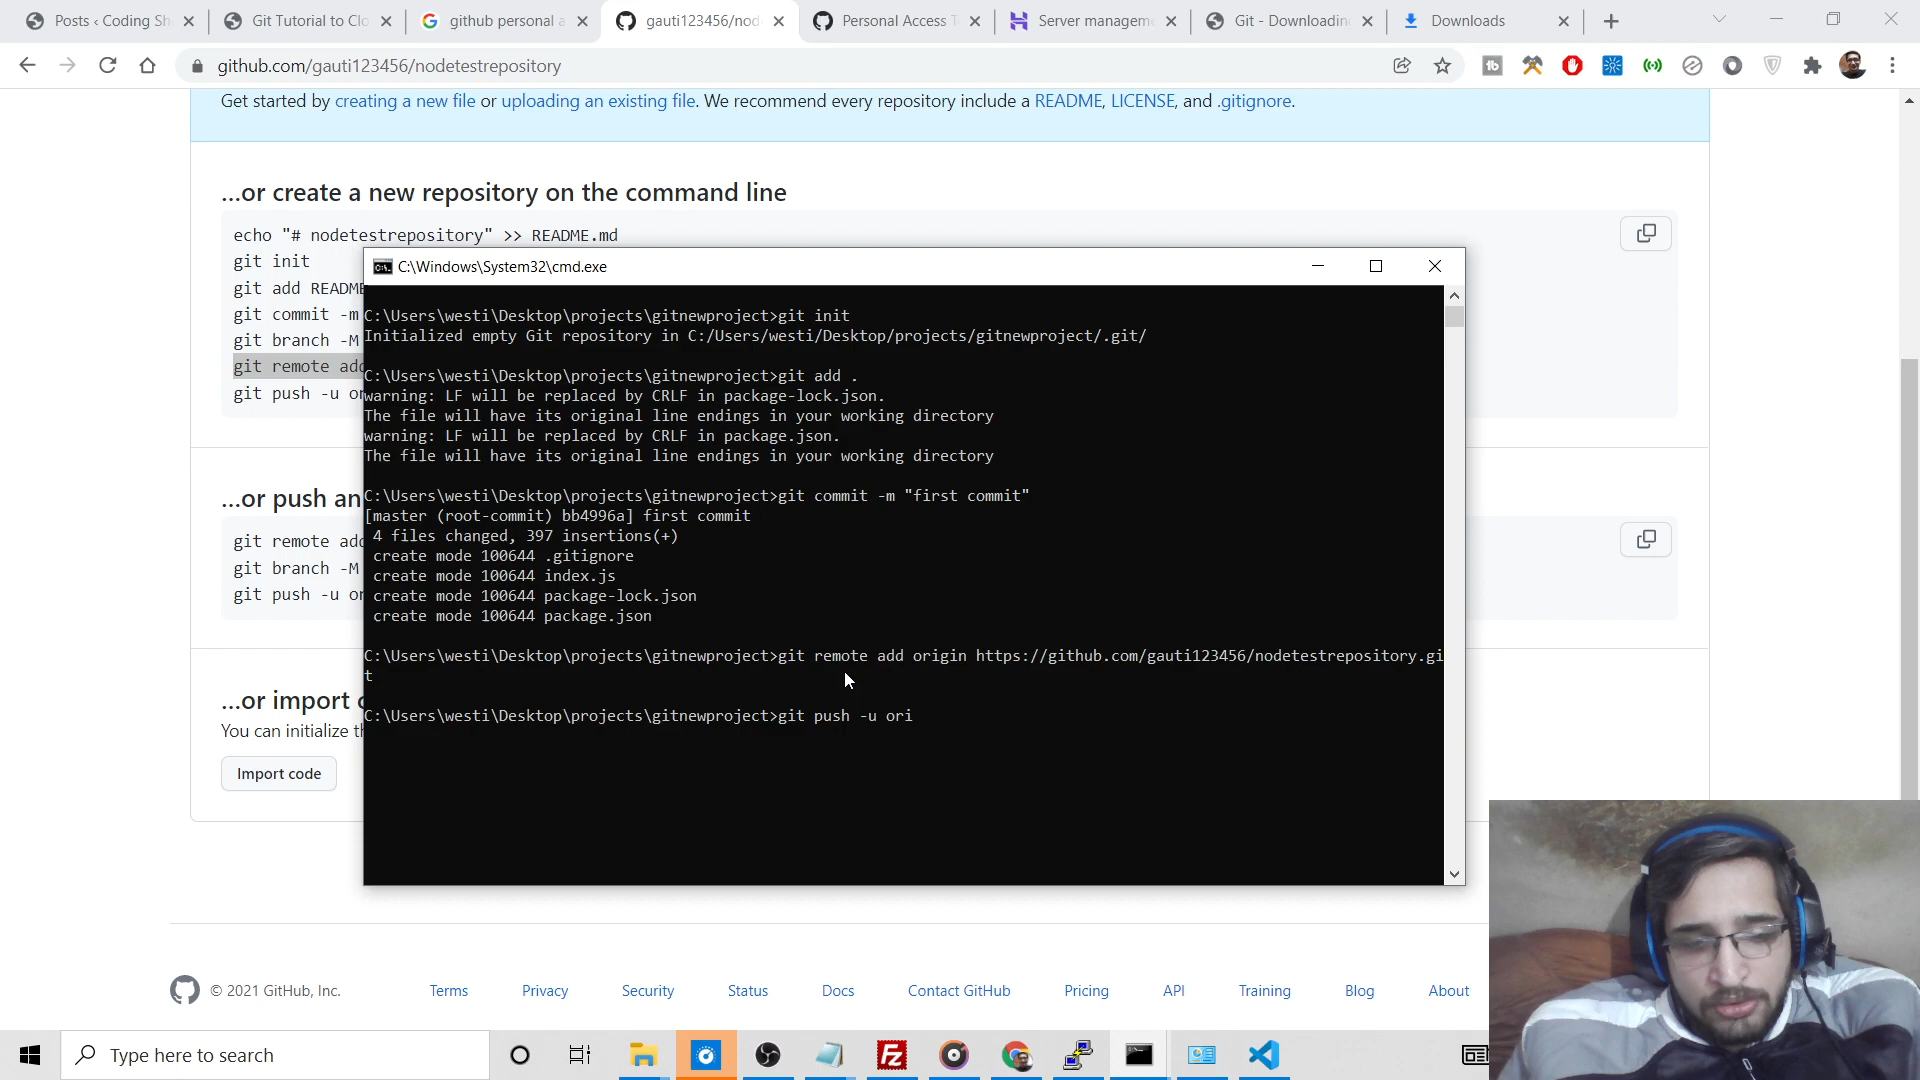 Posts ‹ Coding Sh
Git Tutorial to Clo
github personal a
gauti123456/nod
Personal Access T
Server managem
Git - Downloadin
Downloads
github.com/gauti123456/nodetestrepository
Get started by creating a new file or uploading an existing file. We recommend every repository include a README, LICENSE, and .gitignore.
…or create a new repository on the command line
echo "# nodetestrepository" >> README.md
git init
git add README
git commit -m
git branch -M
git remote add
git push -u or
…or push an
git remote add
git branch -M
git push -u or
…or import c
You can initialize th
Import code
C:\Windows\System32\cmd.exe
C:\Users\westi\Desktop\projects\gitnewproject>git init
Initialized empty Git repository in C:/Users/westi/Desktop/projects/gitnewproject/.git/
C:\Users\westi\Desktop\projects\gitnewproject>git add .
warning: LF will be replaced by CRLF in package-lock.json.
The file will have its original line endings in your working directory
warning: LF will be replaced by CRLF in package.json.
The file will have its original line endings in your working directory
C:\Users\westi\Desktop\projects\gitnewproject>git commit -m "first commit"
[master (root-commit) bb4996a] first commit
4 files changed, 397 insertions(+)
create mode 100644 .gitignore
create mode 100644 index.js
create mode 100644 package-lock.json
create mode 100644 package.json
C:\Users\westi\Desktop\projects\gitnewproject>git remote add origin https://github.com/gauti123456/nodetestrepository.gi
t
C:\Users\westi\Desktop\projects\gitnewproject>git push -u ori
© 2021 GitHub, Inc.
Terms
Privacy
Security
Status
Docs
Contact GitHub
Pricing
API
Training
Blog
About
Type here to search